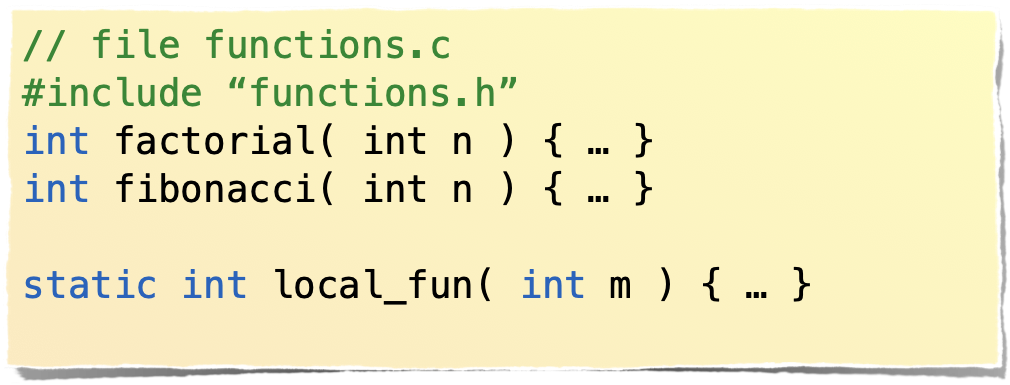 // file functions.c
#include “functions.h”
int factorial( int n ) { … }
int fibonacci( int n ) { … }
static int local_fun( int m ) { … }